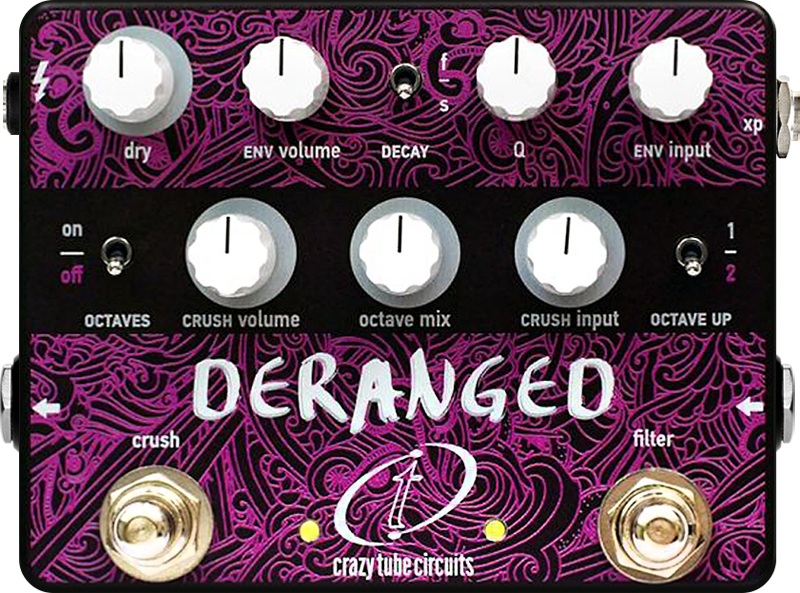 f
s
xp
dry
ENV volume
DECAY
Q
ENV input
on
off
1
2
OCTAVES
CRUSH volume
octave mix
CRUSH input
OCTAVE UP
DERANGED
crush
filter
t
crazy tube circuits